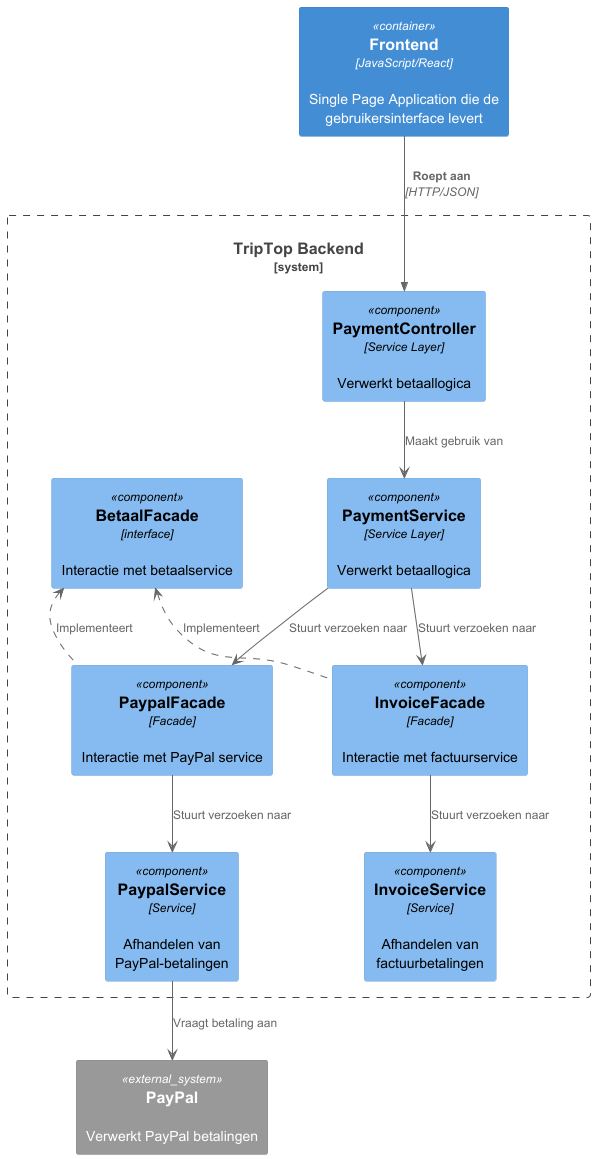 «container»
Frontend
[JavaScript/React]
Single Page Application die de
gebruikersinterface levert
Roept aan
[HTTP/JSON]
TripTop Backend
[system]
«component»
PaymentController
[Service Layer]
Verwerkt betaallogica
Maakt gebruik van
«component»
BetaalFacade
[interface]
Interactie met betaalservice
«component»
PaymentService
[Service Layer]
Verwerkt betaallogica
Implementeert
Implementeert
Stuurt verzoeken naar
Stuurt verzoeken naar
«component»
PaypalFacade
[Facade]
Interactie met PayPal service
«component»
InvoiceFacade
[Facade]
Interactie met factuurservice
Stuurt verzoeken naar
Stuurt verzoeken naar
«component»
PaypalService
[Service]
Afhandelen van
PayPal-betalingen
«component»
InvoiceService
[Service]
Afhandelen van
factuurbetalingen
Vraagt betaling aan
«external_system»
PayPal
Verwerkt PayPal betalingen